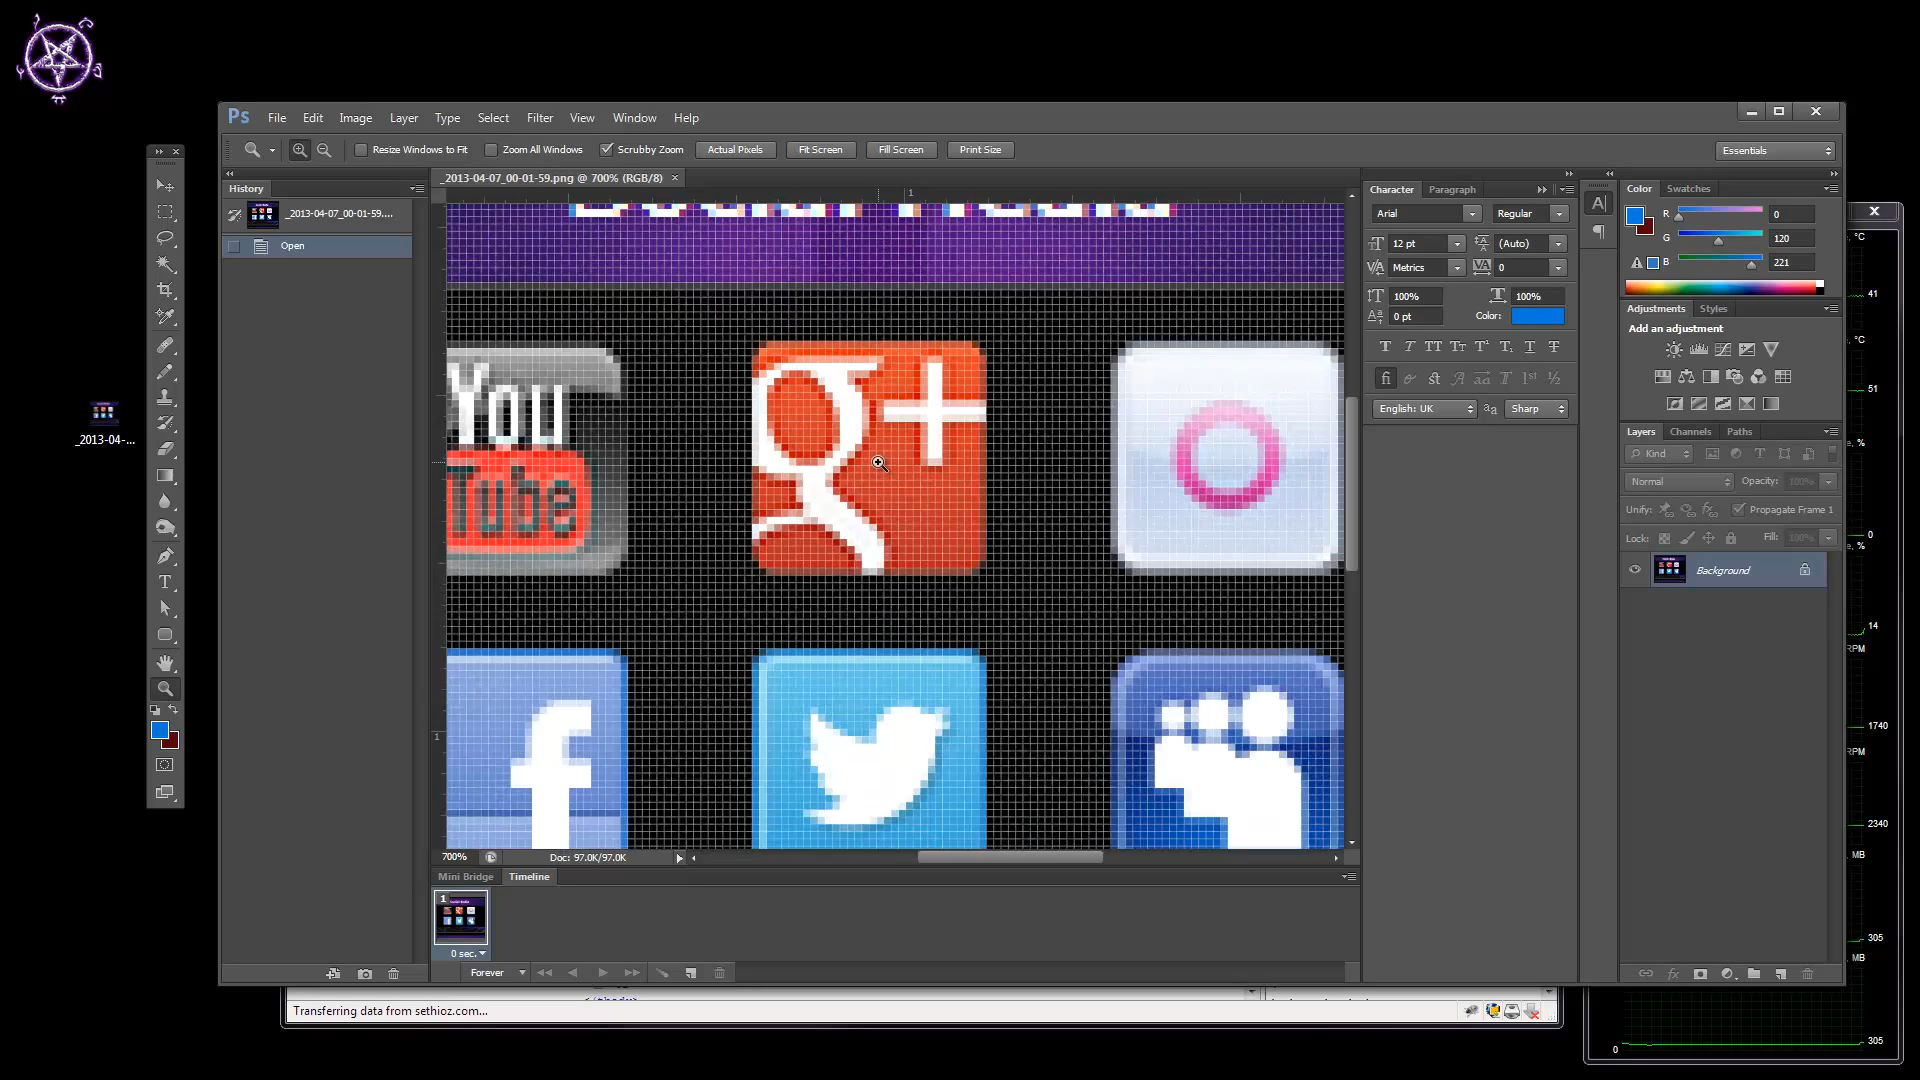 Ps File Edit Image Layer Type Select Filter View Window Help
Resize Windows to Fit Zoom All Windows Scrubby Zoom Actual Pixels Fit Screen Fill Screen Print Size Essentials
History
_2013-04-07_00-01-59....
Open
_2013-04-...
_2013-04-07_00-01-59.png @ 700% (RGB/8)
1
You
Tube
g+
f
1
700% Doc: 97.0K/97.0K
Mini Bridge Timeline
1
0 sec.
Forever
Transferring data from sethioz.com...
Character Paragraph
Arial Regular
12 pt (Auto)
Metrics 0
100% 100%
0 pt Color:
English: UK Sharp
Color Swatches
R 0
G 120
B 221
Adjustments Styles
Add an adjustment
Layers Channels Paths
Kind
Normal Opacity: 100%
Unify: Propagate Frame 1
Lock: Fill: 100%
Background
°C
41
°C
51
%
0
%
14
RPM
1740
RPM
2340
MB
305
MB
0 305